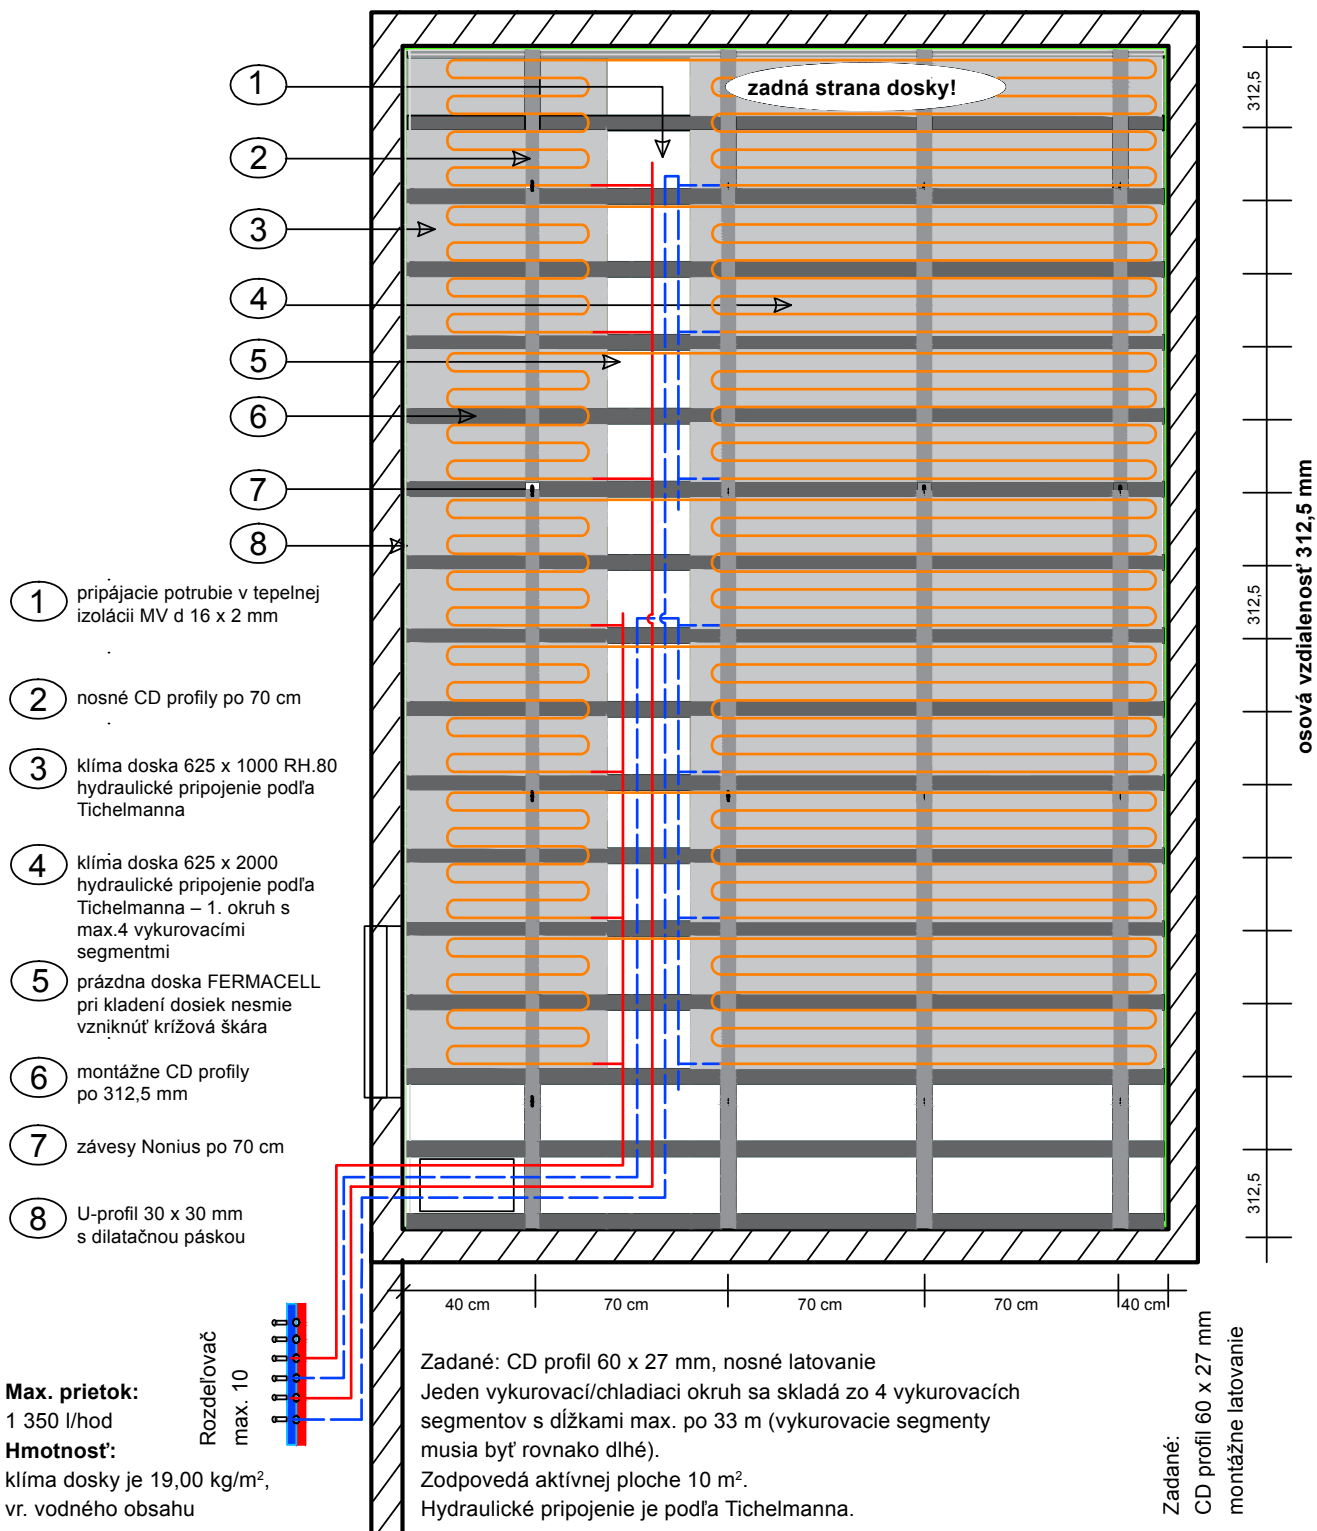 zadná strana dosky!
1
2
3
4
5
6
7
8
312,5
312,5
312,5
osová vzdialenosť 312,5 mm
1 pripájacie potrubie v tepelnej
izolácii MV d 16 x 2 mm
2 nosné CD profily po 70 cm
3 klíma doska 625 x 1000 RH.80
hydraulické pripojenie podľa
Tichelmanna
4 klíma doska 625 x 2000
hydraulické pripojenie podľa
Tichelmanna – 1. okruh s
max.4 vykurovacími
segmentmi
5 prázdna doska FERMACELL
pri kladení dosiek nesmie
vzniknúť krížová škára
6 montážne CD profily
po 312,5 mm
7 závesy Nonius po 70 cm
8 U-profil 30 x 30 mm
s dilatačnou páskou
40 cm 70 cm 70 cm 70 cm 40 cm
Rozdeľovač
max. 10
Max. prietok:
1 350 l/hod
Hmotnosť:
klíma dosky je 19,00 kg/m²,
vr. vodného obsahu
Zadané: CD profil 60 x 27 mm, nosné latovanie
Jeden vykurovací/chladiaci okruh sa skladá zo 4 vykurovacích
segmentov s dĺžkami max. po 33 m (vykurovacie segmenty
musia byť rovnako dlhé).
Zodpovedá aktívnej ploche 10 m².
Hydraulické pripojenie je podľa Tichelmanna.
Zadané:
CD profil 60 x 27 mm
montážne latovanie